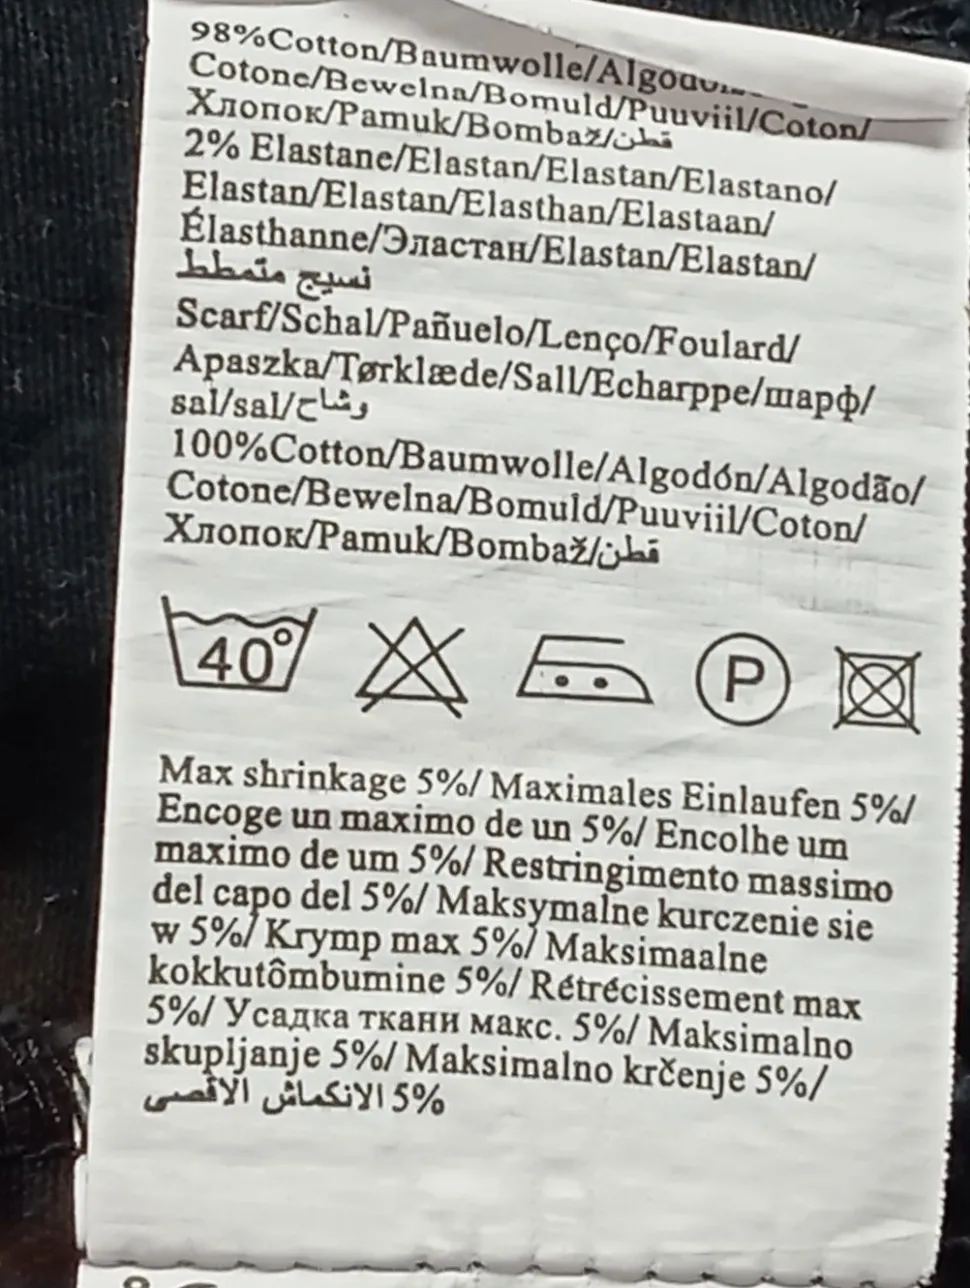 98%Cotton/Baumwolle/
Cotone/Bewelna/Bomuld/Puuviil/Coton/
Хлопок/Pamuk/Bombaž/قطن
2% Elastane/Elastan/Elastan/Elastano/
Elastan/Elastan/Elasthan/Elastaan/
Élasthanne/Эластан/Elastan/Elastan/
نسيج متمطط
Scarf/Schal/Pañuelo/Lenço/Foulard/
Apaszka/Tørklæde/Sall/Echarppe/шарф/
sal/sal/وشاح
100%Cotton/Baumwolle/Algodón/Algodão/
Cotone/Bewelna/Bomuld/Puuviil/Coton/
Хлопок/Pamuk/Bombaž/قطن
40° P
Max shrinkage 5%/ Maximales Einlaufen 5%/
Encoge un maximo de un 5%/ Encolhe um
maximo de um 5%/ Restringimento massimo
del capo del 5%/ Maksymalne kurczenie sie
w 5%/ Krymp max 5%/ Maksimaalne
kokkutômbumine 5%/ Rétrécissement max
5%/ Усадка ткани макс. 5%/ Maksimalno
skupljanje 5%/ Maksimalno krčenje 5%/
5% الانكماش الاقصى